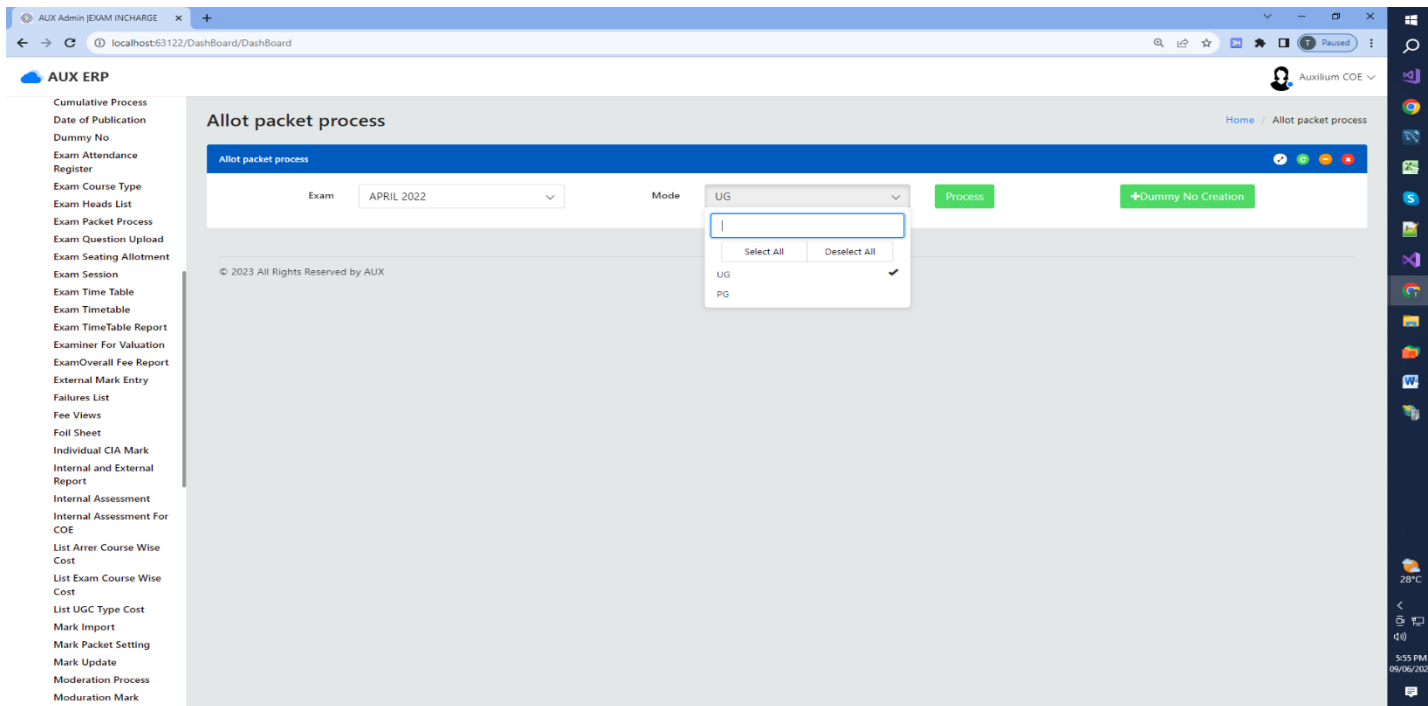 AUX Admin |EXAM INCHARGE
localhost:63122/DashBoard/DashBoard
JH
T Paused
AUX ERP
Auxilium COE
Cumulative Process
Date of Publication
Dummy No
Exam Attendance
Register
Exam Course Type
Exam Heads List
Exam Packet Process
Exam Question Upload
Exam Seating Allotment
Exam Session
Exam Time Table
Exam Timetable
Exam TimeTable Report
Examiner For Valuation
ExamOverall Fee Report
External Mark Entry
Failures List
Fee Views
Foil Sheet
Individual CIA Mark
Internal and External
Report
Internal Assessment
Internal Assessment For
COE
List Arrer Course Wise
Cost
List Exam Course Wise
Cost
List UGC Type Cost
Mark Import
Mark Packet Setting
Mark Update
Moderation Process
Moduration Mark
Allot packet process
Home / Allot packet process
Allot packet process
Exam
APRIL 2022
Mode
UG
Process
+Dummy No Creation
Select All
Deselect All
UG
PG
© 2023 All Rights Reserved by AUX
28°C
5:55 PM
09/06/202